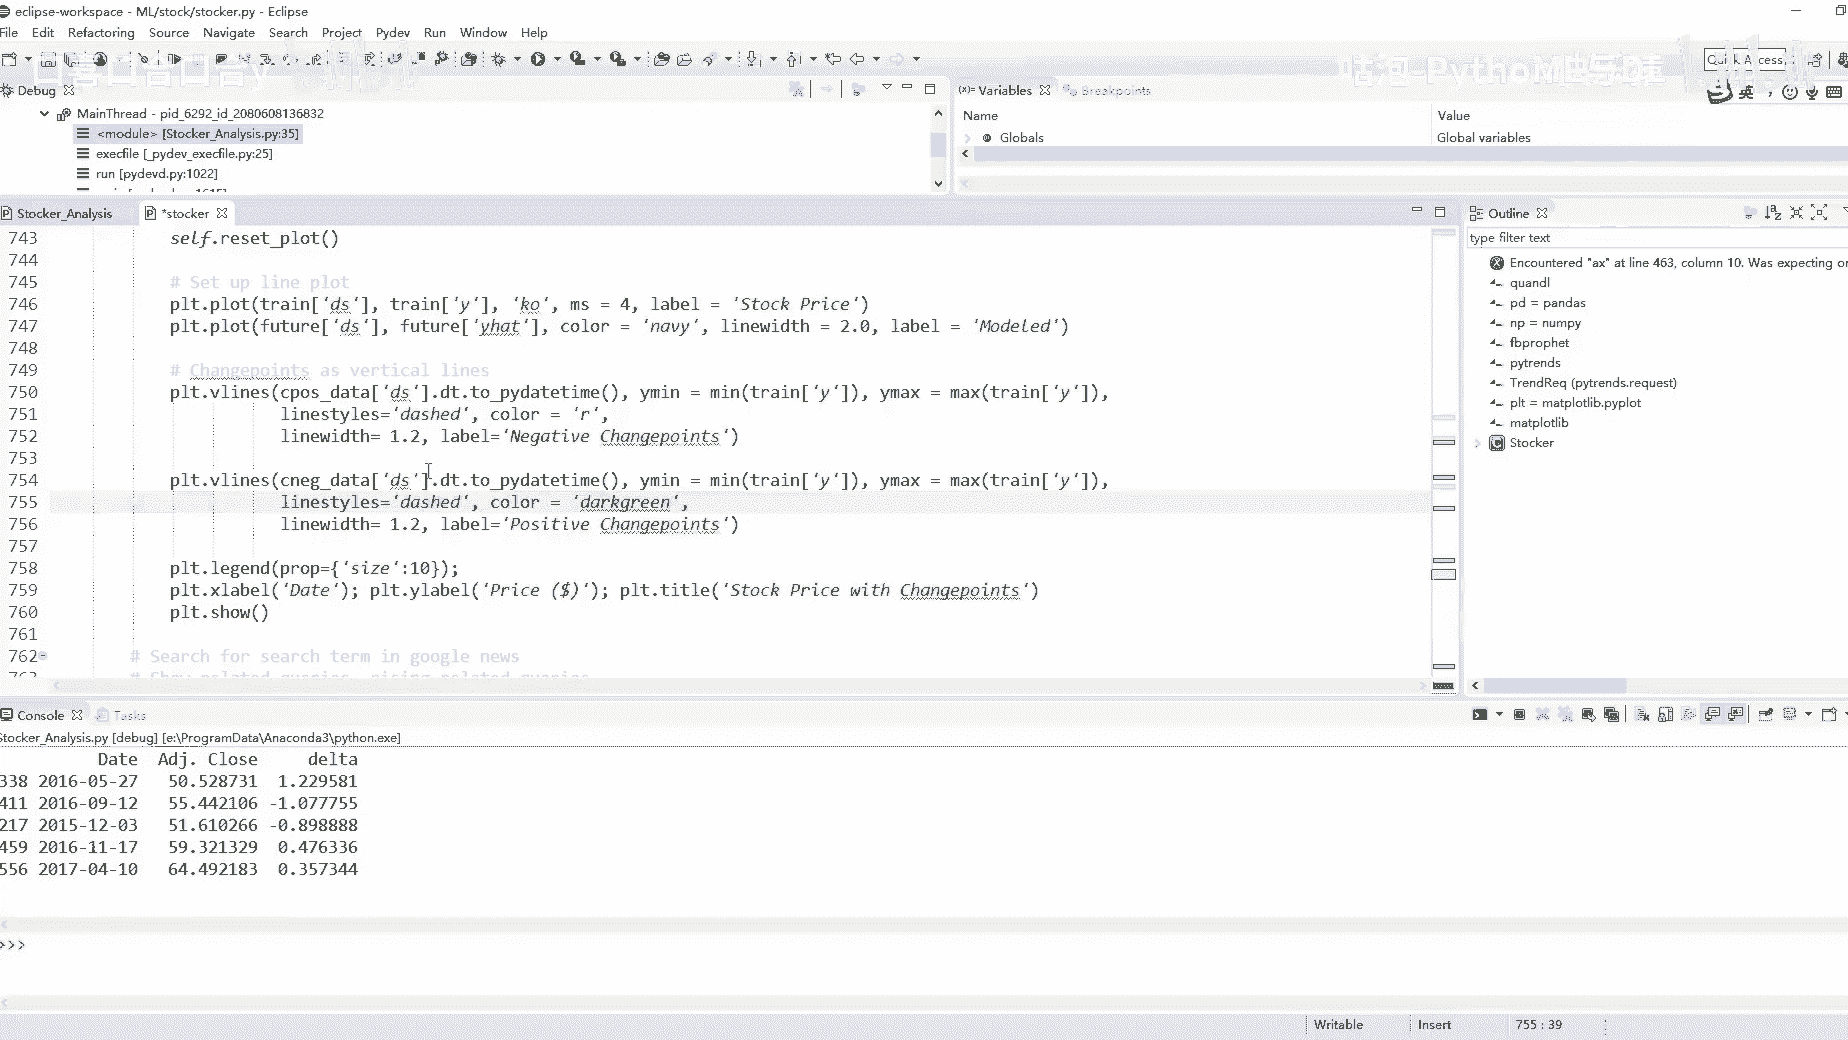 eclipse-workspace - ML/stock/stocker.py - Eclipse
File Edit Refactoring Source Navigate Search Project Pydev Run Window Help
Debug
MainThread - pid_6292_id_2080608136832
<module> [Stocker_Analysis.py:35]
execfile [_pydev_execfile.py:25]
run [pydevd.py:1022]
(x)= Variables Breakpoints
Name Value
Globals Global variables
Stocker_Analysis *stocker
743 self.reset_plot()
744
745 # Set up line plot
746 plt.plot(train['ds'], train['y'], 'ko', ms = 4, label = 'Stock Price')
747 plt.plot(future['ds'], future['yhat'], color = 'navy', linewidth = 2.0, label = 'Modeled')
748
749 # Changepoints as vertical lines
750 plt.vlines(cpos_data['ds'].dt.to_pydatetime(), ymin = min(train['y']), ymax = max(train['y']),
751 linestyles='dashed', color = 'r',
752 linewidth= 1.2, label='Negative Changepoints')
753
754 plt.vlines(cneg_data['ds'].dt.to_pydatetime(), ymin = min(train['y']), ymax = max(train['y']),
755 linestyles='dashed', color = 'darkgreen',
756 linewidth= 1.2, label='Positive Changepoints')
757
758 plt.legend(prop={'size':10});
759 plt.xlabel('Date'); plt.ylabel('Price ($)'); plt.title('Stock Price with Changepoints')
760 plt.show()
761
762 # Search for search term in google news
Outline
type filter text
Encountered "ax" at line 463, column 10. Was expecting
quandl
pd = pandas
np = numpy
fbprophet
pytrends
TrendReq (pytrends.request)
plt = matplotlib.pyplot
matplotlib
Stocker
Console Tasks
Stocker_Analysis.py [debug] [e:\ProgramData\Anaconda3\python.exe]
Date Adj. Close delta
338 2016-05-27 50.528731 1.229581
411 2016-09-12 55.442106 -1.077755
217 2015-12-03 51.610266 -0.898888
459 2016-11-17 59.321329 0.476336
556 2017-04-10 64.492183 0.357344
>>>
Writable Insert 755 : 39